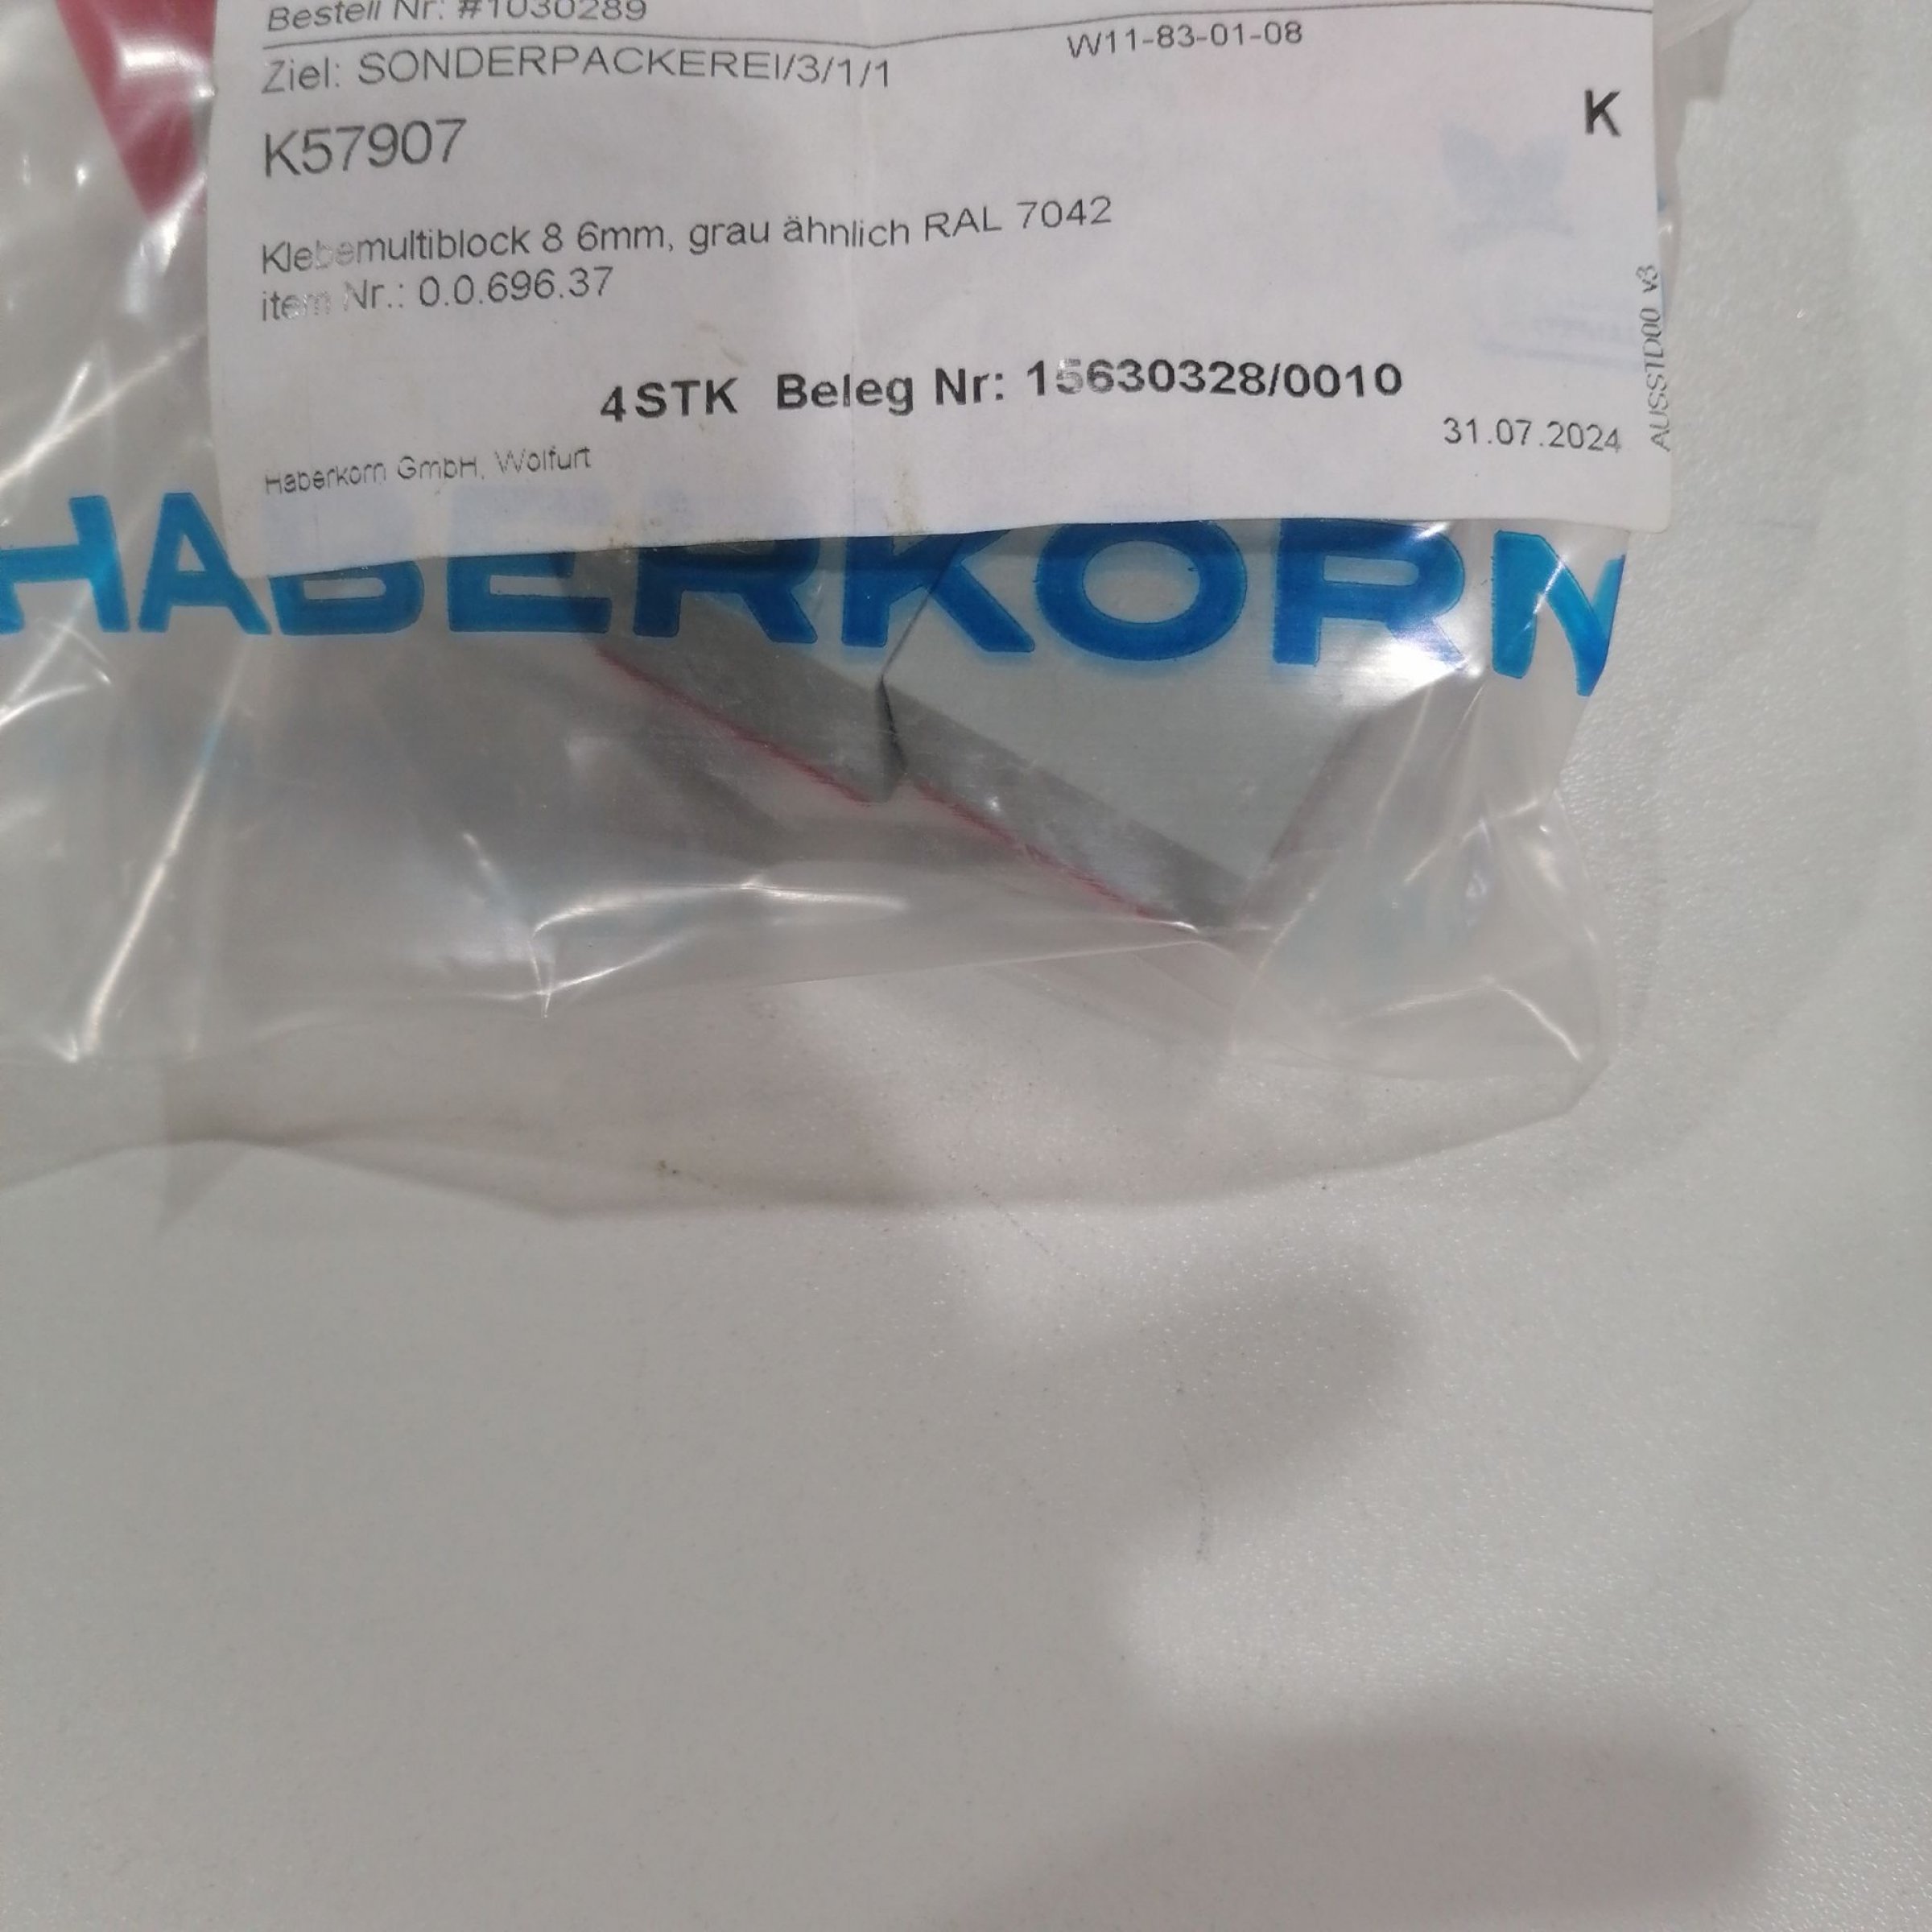 Bestell Nr: #1030289
Ziel: SONDERPACKEREI/3/1/1
W11-83-01-08
K57907
K
Klebemultiblock 8 6mm, grau ähnlich RAL 7042
item Nr.: 0.0.696.37
4STK Beleg Nr: 15630328/0010
31.07.2024
Haberkorn GmbH, Wolfurt
AUSSTD00 v3
HABERKORN